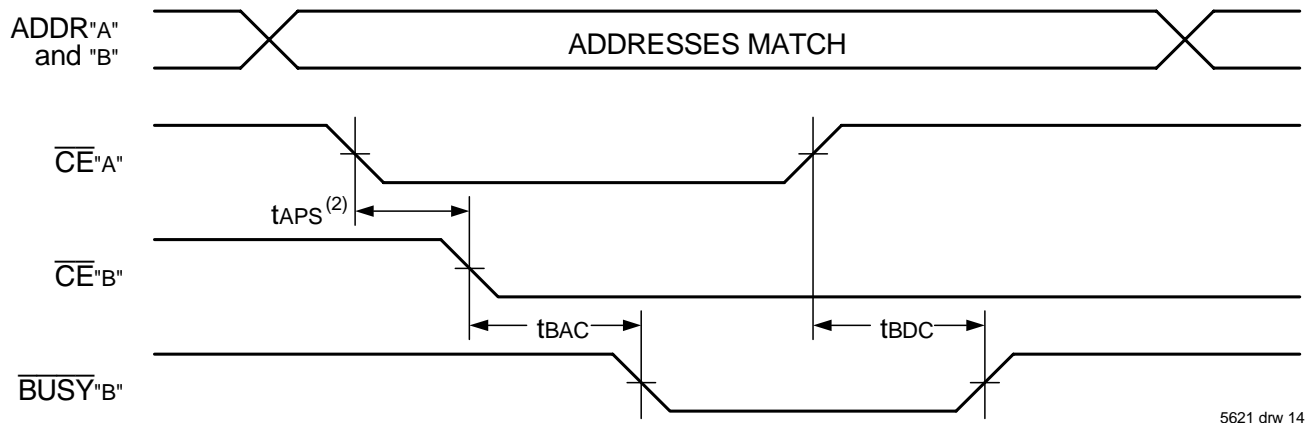 ADDR"A"
and "B"
ADDRESSES MATCH
CE"A"
tAPS(2)
CE"B"
tBAC
tBDC
BUSY"B"
5621 drw 14